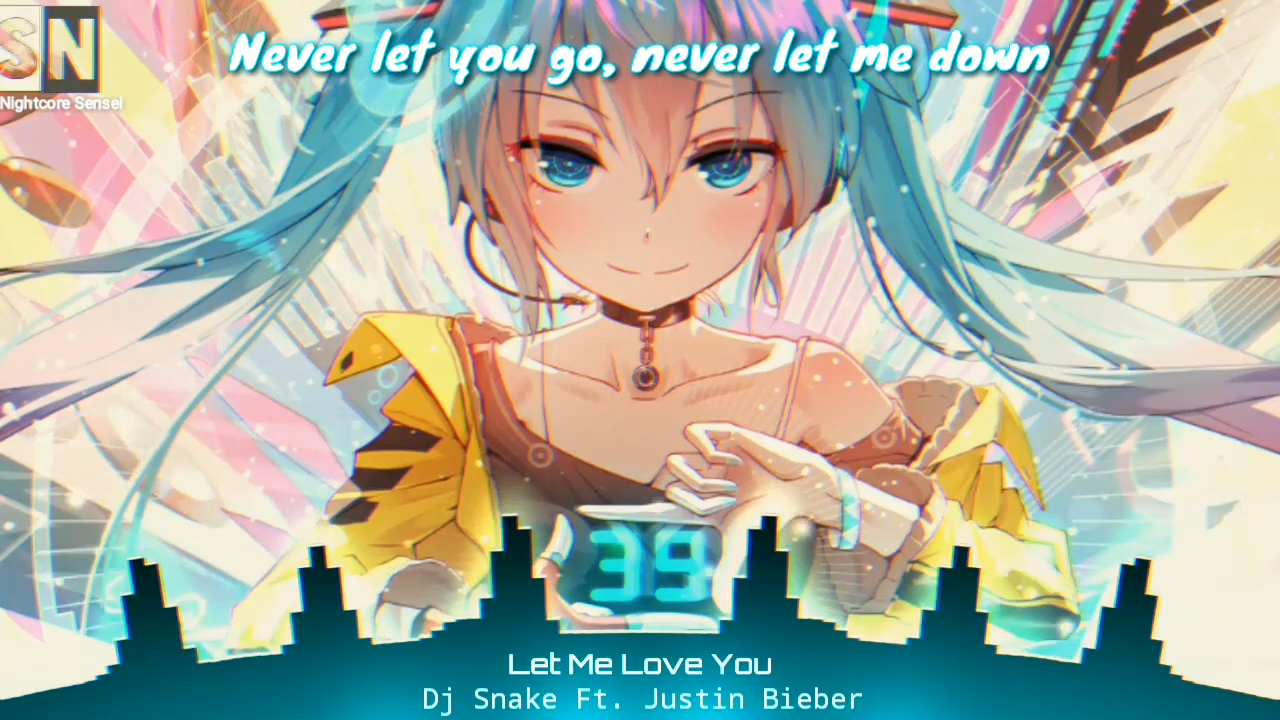 Never let you go, never let me down
SN
Nightcore Sensei
39
Let Me Love You
Dj Snake Ft. Justin Bieber